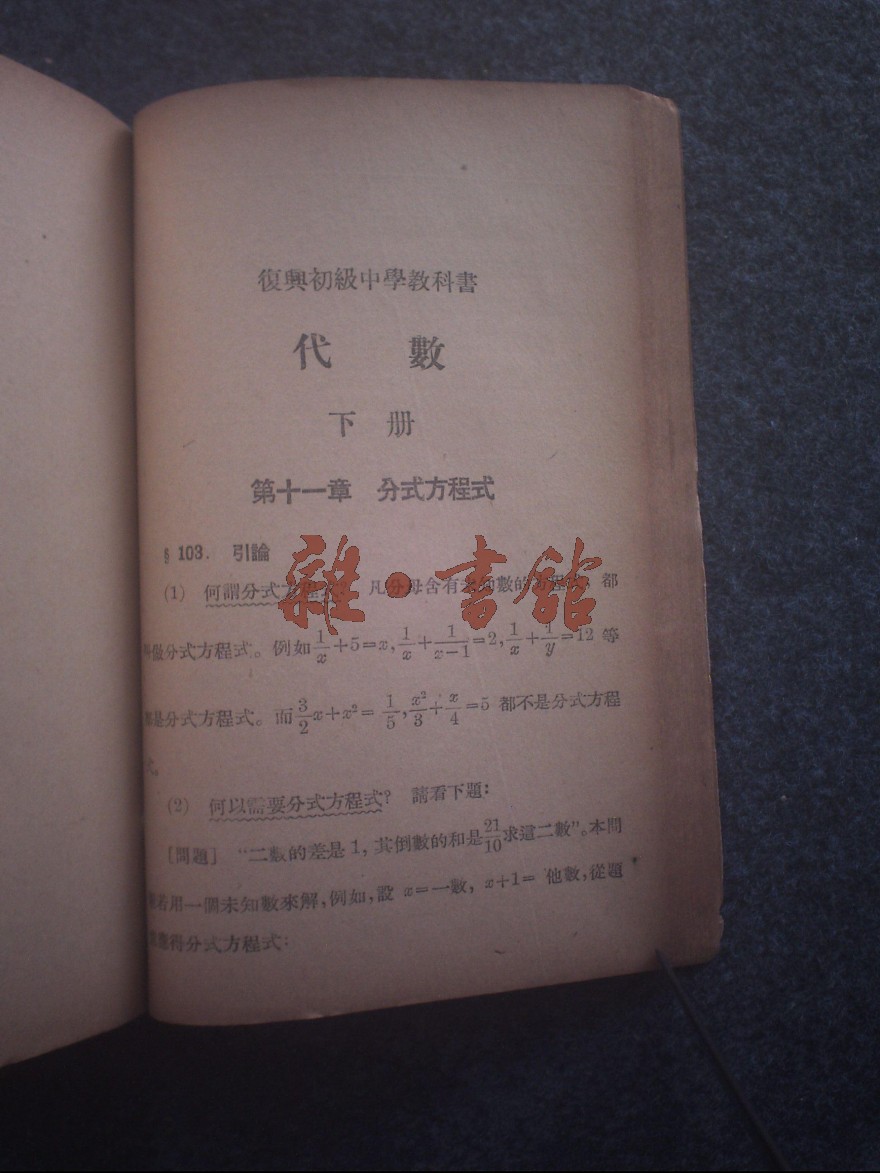 復興初級中學教科書
代 數
下 册
第十一章 分式方程式
§ 103. 引論
雜·書館
(1) 何謂分式方程式? 凡分母含有未知數的方程式,都
叫做分式方程式。例如 1/x+5=x, 1/x+1/(x−1)=2, 1/x+1/y=12 等
都是分式方程式。而 3/2 x+x²= 1/5, x²/3+x/4=5 都不是分式方程
式。
(2) 何以需要分式方程式? 請看下題:
[問題] “二數的差是 1, 其倒數的和是 21/10 求這二數”。本問
若用一個未知數來解,例如,設 x=一數, x+1= 他數,從題
應得分式方程式: